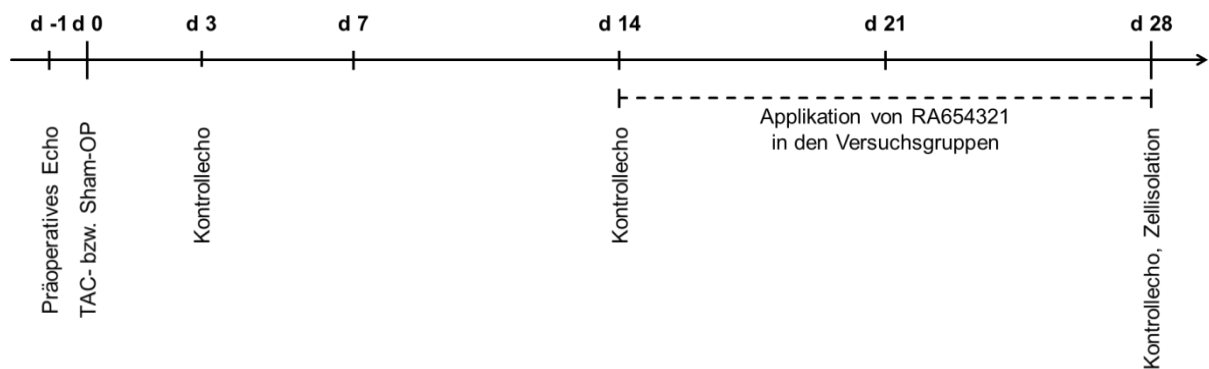 d -1 d 0 d 3 d 7 d 14 d 21 d 28
Präoperatives Echo
TAC- bzw. Sham-OP
Kontrollecho
Kontrollecho
Applikation von RA654321
in den Versuchsgruppen
Kontrollecho, Zellisolation